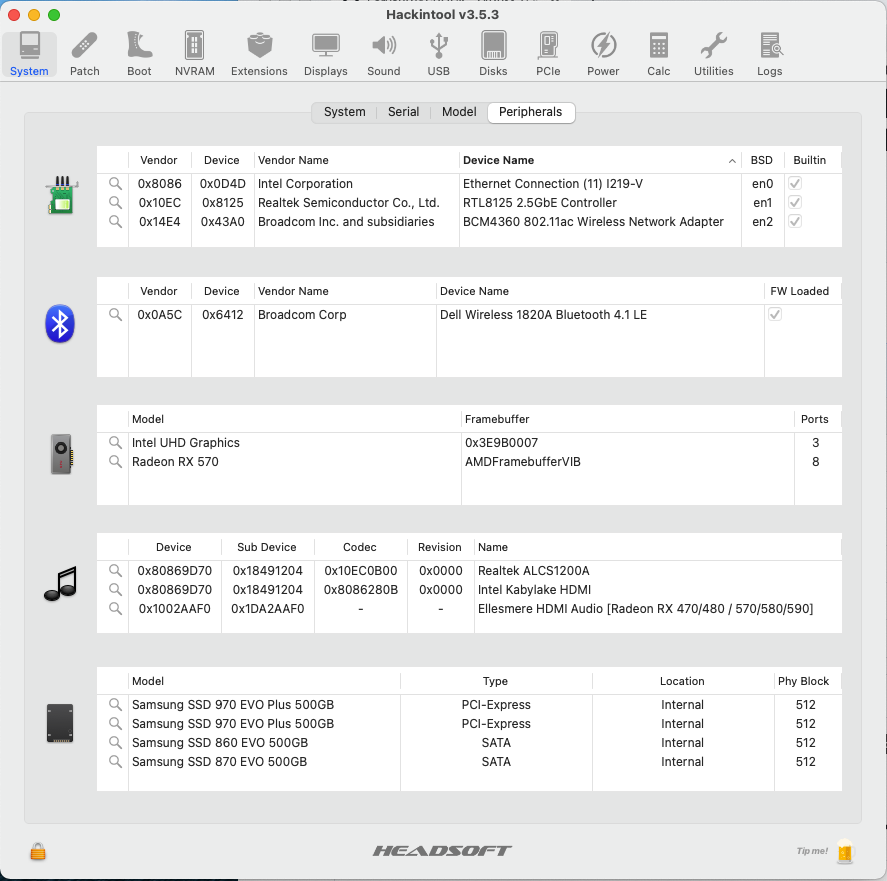 Hackintool v3.5.3
System Patch Boot NVRAM Extensions Displays Sound USB Disks PCIe Power Calc Utilities Logs
System Serial Model Peripherals
Vendor Device Vendor Name Device Name BSD Builtin
0x8086 0x0D4D Intel Corporation Ethernet Connection (11) I219-V en0
0x10EC 0x8125 Realtek Semiconductor Co., Ltd. RTL8125 2.5GbE Controller en1
0x14E4 0x43A0 Broadcom Inc. and subsidiaries BCM4360 802.11ac Wireless Network Adapter en2
Vendor Device Vendor Name Device Name FW Loaded
0x0A5C 0x6412 Broadcom Corp Dell Wireless 1820A Bluetooth 4.1 LE
Model Framebuffer Ports
Intel UHD Graphics 0x3E9B0007 3
Radeon RX 570 AMDFramebufferVIB 8
Device Sub Device Codec Revision Name
0x80869D70 0x18491204 0x10EC0B00 0x0000 Realtek ALCS1200A
0x80869D70 0x18491204 0x8086280B 0x0000 Intel Kabylake HDMI
0x1002AAF0 0x1DA2AAF0 - - Ellesmere HDMI Audio [Radeon RX 470/480 / 570/580/590]
Model Type Location Phy Block
Samsung SSD 970 EVO Plus 500GB PCI-Express Internal 512
Samsung SSD 970 EVO Plus 500GB PCI-Express Internal 512
Samsung SSD 860 EVO 500GB SATA Internal 512
Samsung SSD 870 EVO 500GB SATA Internal 512
HEADSOFT Tip me!